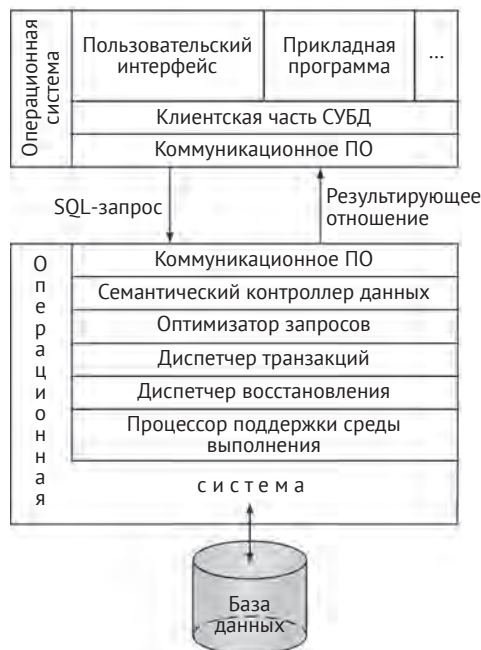 Операционная
система
Пользовательский
интерфейс
Прикладная
программа
...
Клиентская часть СУБД
Коммуникационное ПО
SQL-запрос
Результирующее
отношение
Операционная
Коммуникационное ПО
Семантический контроллер данных
Оптимизатор запросов
Диспетчер транзакций
Диспетчер восстановления
Процессор поддержки среды
выполнения
система
База
данных